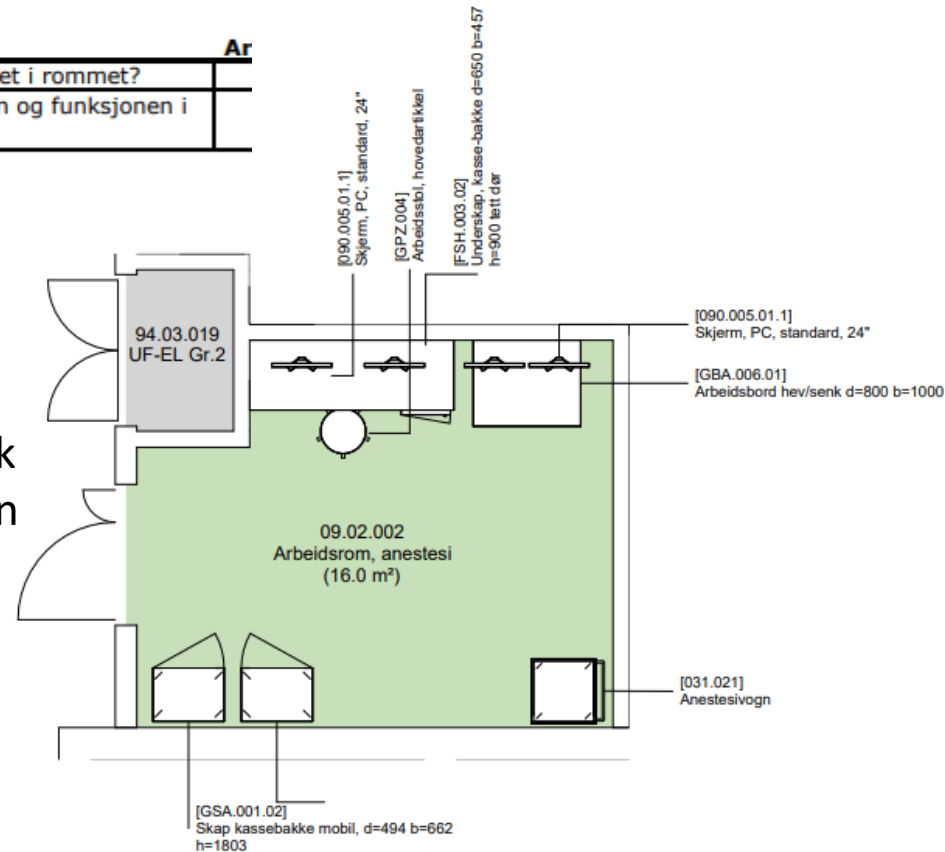 Ar
et i rommet?
n og funksjonen i
[090.005.01.1]
Skjerm, PC, standard, 24"
[GPZ.004]
Arbeidsstol, hovedartikkel
[FSH.003.02]
Underskap, kasse-bakke d=650 b=457
h=900 tett dør
94.03.019
UF-EL Gr.2
[090.005.01.1]
Skjerm, PC, standard, 24"
[GBA.006.01]
Arbeidsbord hev/senk d=800 b=1000
k
n
09.02.002
Arbeidsrom, anestesi
(16.0 m²)
[031.021]
Anestesivogn
[GSA.001.02]
Skap kassebakke mobil, d=494 b=662
h=1803